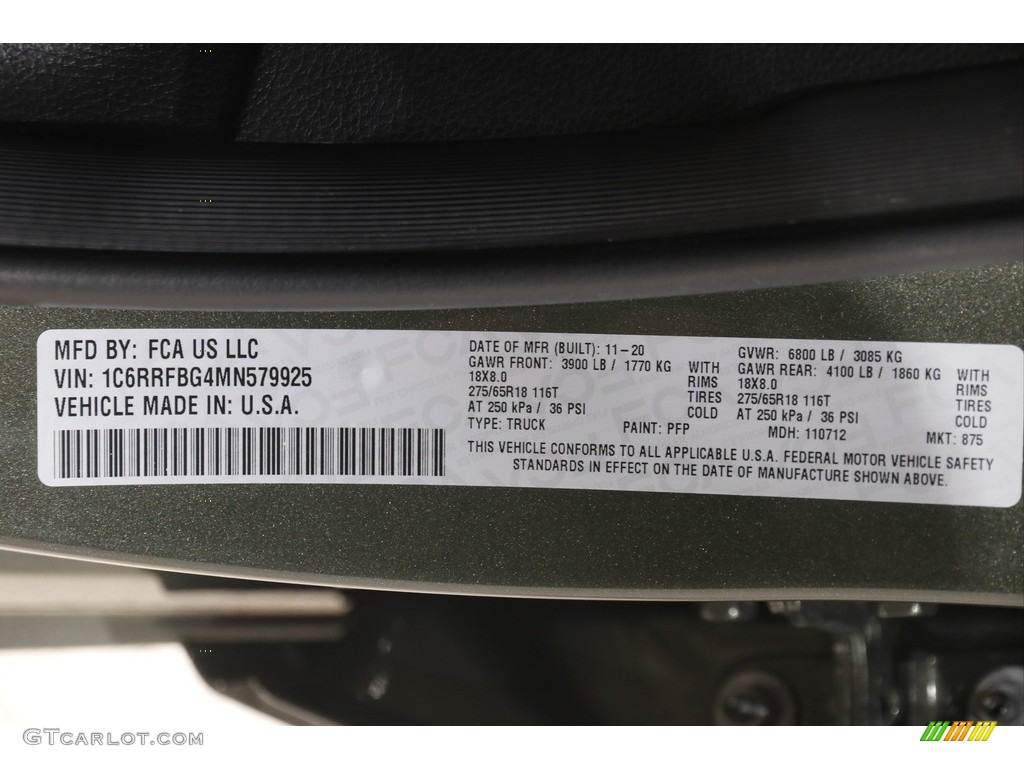 MFD BY: FCA US LLC
VIN: 1C6RRFBG4MN579925
VEHICLE MADE IN: U.S.A.
DATE OF MFR (BUILT): 11-20
GAWR FRONT: 3900 LB / 1770 KG WITH
18X8.0 RIMS
275/65R18 116T TIRES
AT 250 kPa / 36 PSI COLD
TYPE: TRUCK PAINT: PFP
GVWR: 6800 LB / 3085 KG
GAWR REAR: 4100 LB / 1860 KG WITH
18X8.0 RIMS
275/65R18 116T TIRES
AT 250 kPa / 36 PSI COLD
MDH: 110712 MKT: 875
THIS VEHICLE CONFORMS TO ALL APPLICABLE U.S.A. FEDERAL MOTOR VEHICLE SAFETY
STANDARDS IN EFFECT ON THE DATE OF MANUFACTURE SHOWN ABOVE.
GTCarLot.com